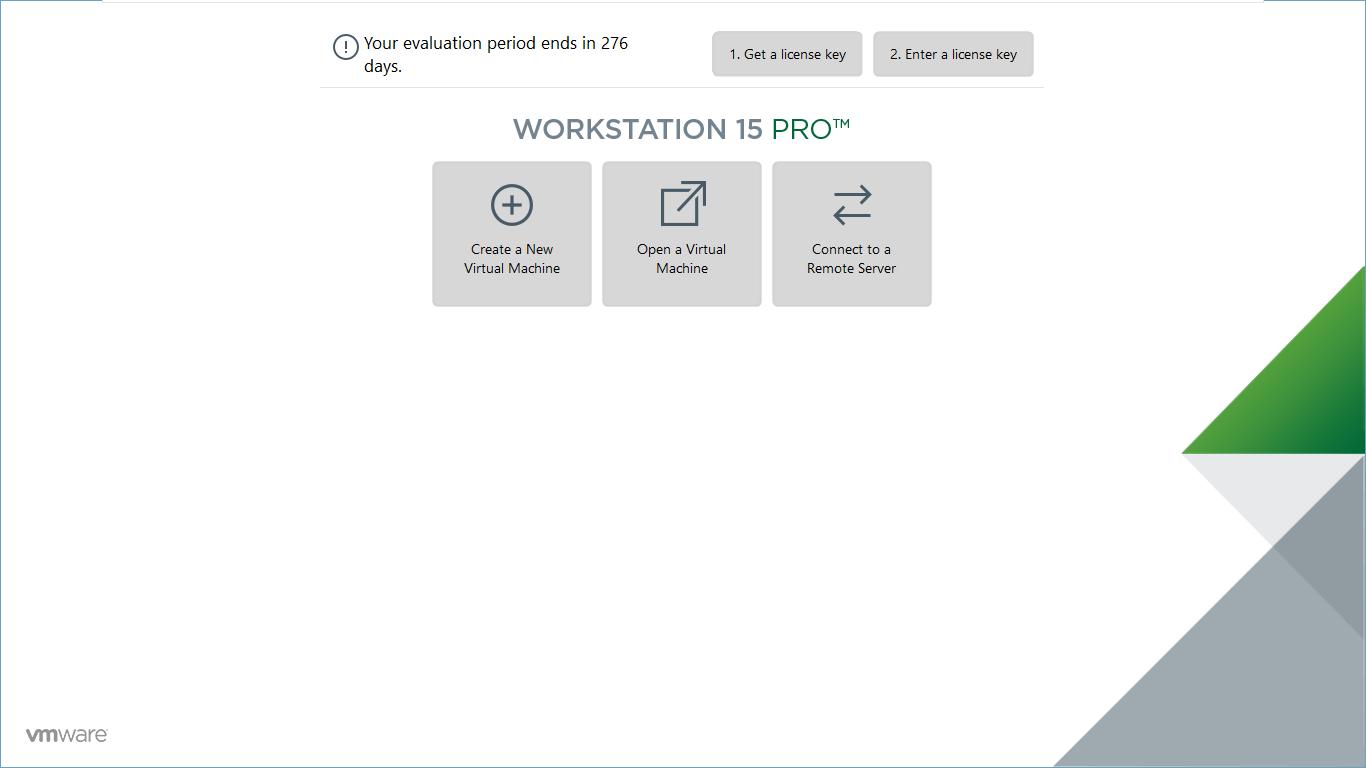 Your evaluation period ends in 276
days.
1. Get a license key
2. Enter a license key
WORKSTATION 15 PRO™
Create a New
Virtual Machine
Open a Virtual
Machine
Connect to a
Remote Server
vmware